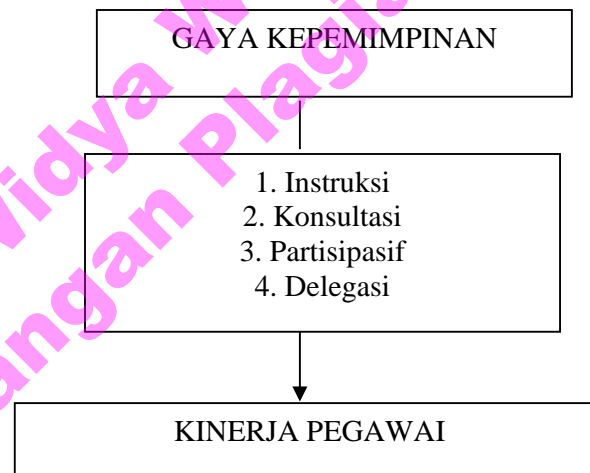 GAYA KEPEMIMPINAN
1. Instruksi
2. Konsultasi
3. Partisipasif
4. Delegasi
KINERJA PEGAWAI